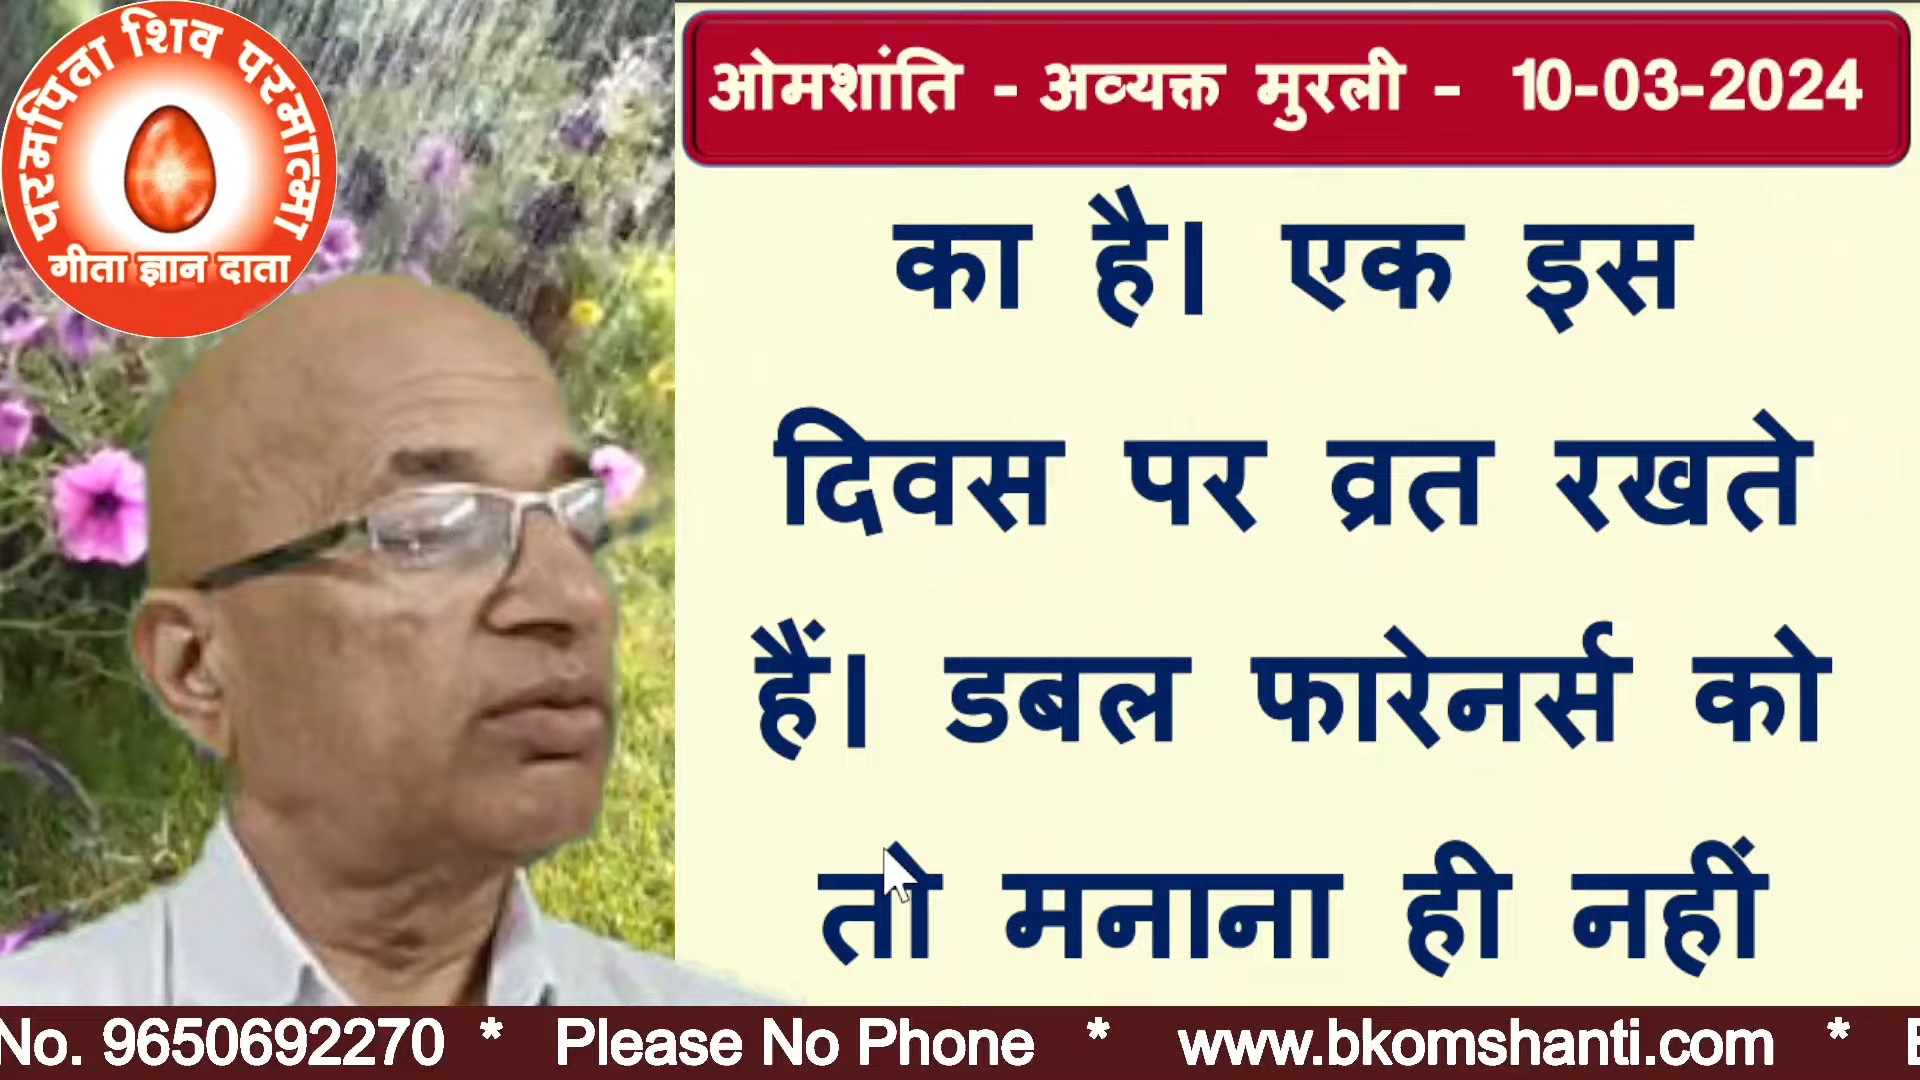 परमपिता शिव परमात्मा
गीता ज्ञान दाता
ओमशांति - अव्यक्त मुरली - 10-03-2024
का है। एक इस
दिवस पर व्रत रखते
हैं। डबल फारेनर्स को
तो मनाना ही नहीं
No. 9650692270 * Please No Phone * www.bkomshanti.com *